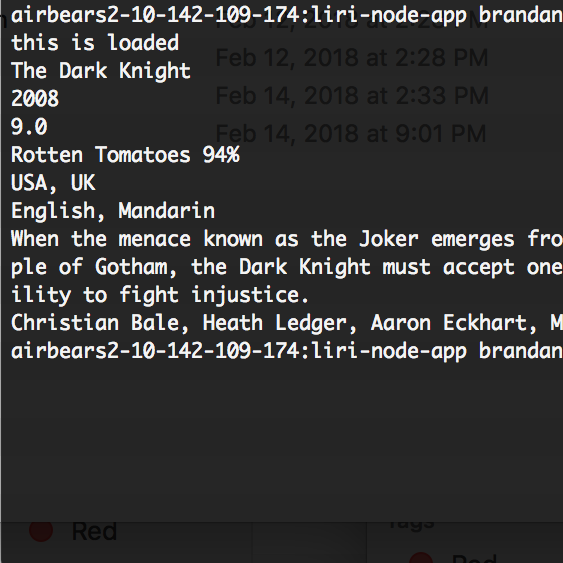 airbears2-10-142-109-174:liri-node-app brandan
this is loaded
The Dark Knight
2008
9.0
Rotten Tomatoes 94%
USA, UK
English, Mandarin
When the menace known as the Joker emerges fro
ple of Gotham, the Dark Knight must accept one
ility to fight injustice.
Christian Bale, Heath Ledger, Aaron Eckhart, M
airbears2-10-142-109-174:liri-node-app brandan
Feb 12, 2018 at 2:28 PM
Feb 14, 2018 at 2:33 PM
Feb 14, 2018 at 9:01 PM
Red
Tags
Red